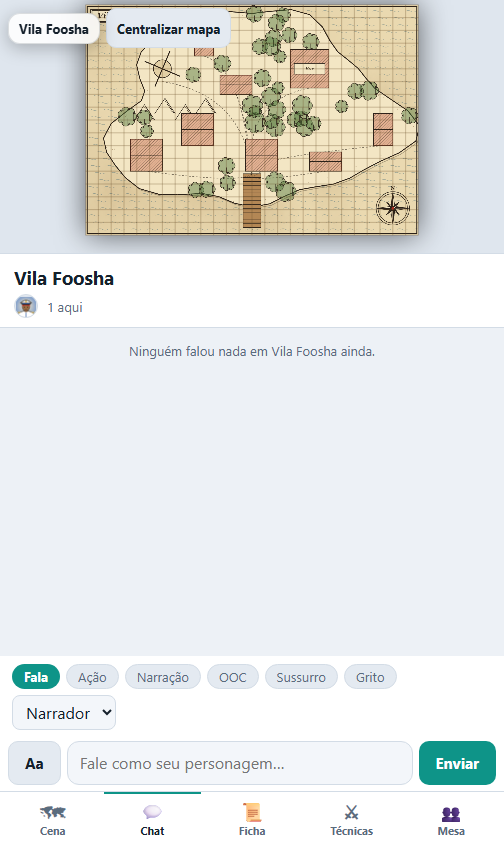 Vila Foosha
Centralizar mapa
N
Vila Foosha
1 aqui
Ninguém falou nada em Vila Foosha ainda.
Fala
Ação
Narração
OOC
Sussurro
Grito
Narrador
Aa
Fale como seu personagem...
Enviar
Cena
Chat
Ficha
Técnicas
Mesa